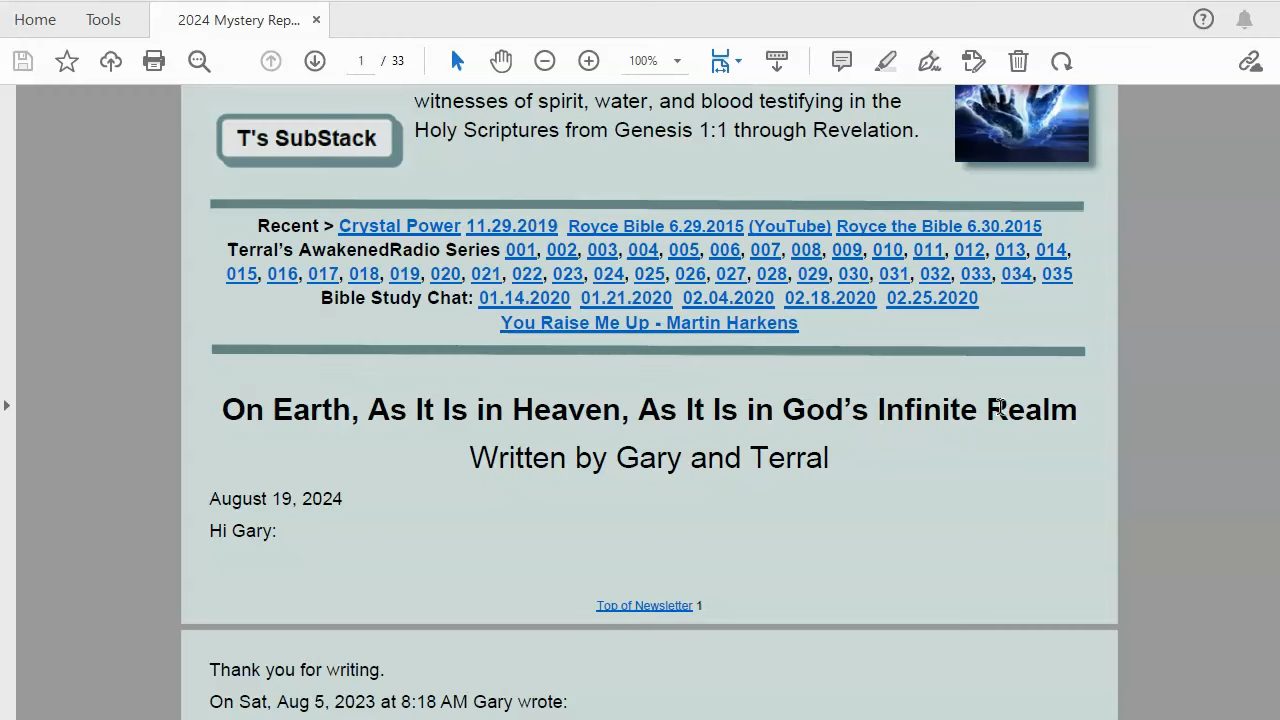 Home Tools 2024 Mystery Rep... ×
1 / 33 100%
witnesses of spirit, water, and blood testifying in the
Holy Scriptures from Genesis 1:1 through Revelation.
T's SubStack
Recent > Crystal Power 11.29.2019 Royce Bible 6.29.2015 (YouTube) Royce the Bible 6.30.2015
Terral’s AwakenedRadio Series 001, 002, 003, 004, 005, 006, 007, 008, 009, 010, 011, 012, 013, 014,
015, 016, 017, 018, 019, 020, 021, 022, 023, 024, 025, 026, 027, 028, 029, 030, 031, 032, 033, 034, 035
Bible Study Chat: 01.14.2020 01.21.2020 02.04.2020 02.18.2020 02.25.2020
You Raise Me Up - Martin Harkens
On Earth, As It Is in Heaven, As It Is in God’s Infinite Realm
Written by Gary and Terral
August 19, 2024
Hi Gary:
Top of Newsletter 1
Thank you for writing.
On Sat, Aug 5, 2023 at 8:18 AM Gary wrote: